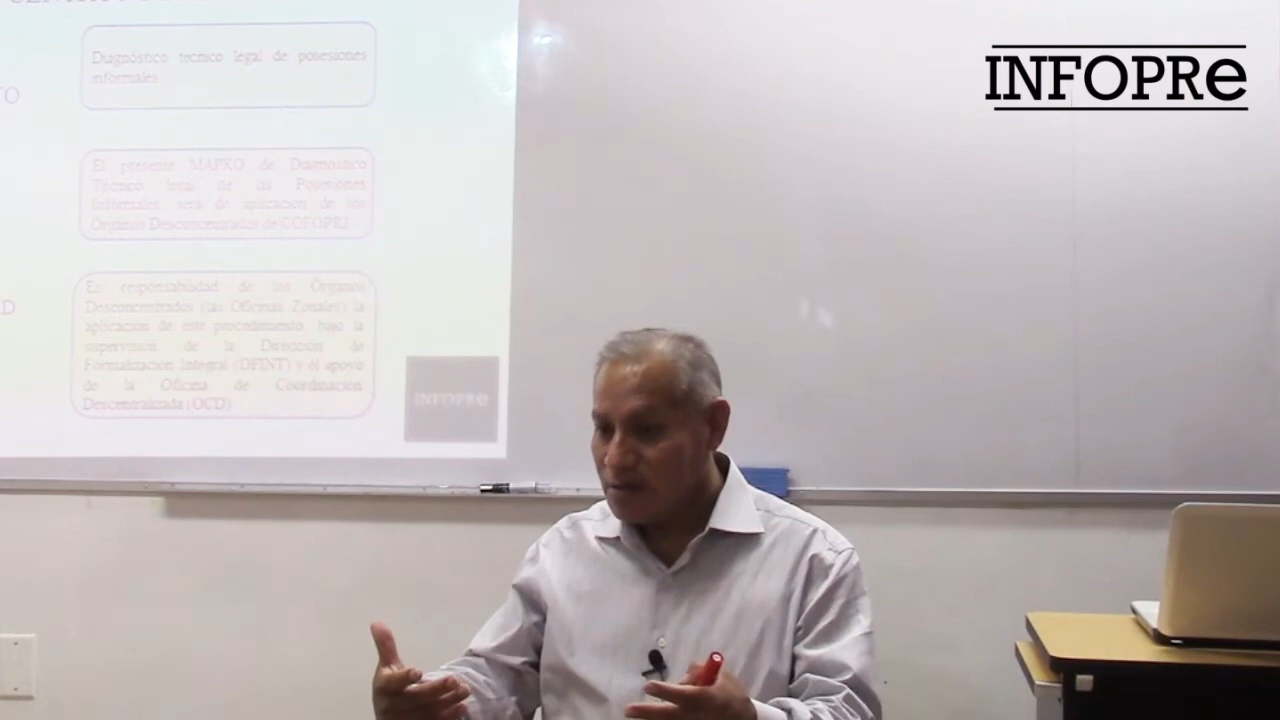 INFOPRe
TO
Diagnóstico técnico legal de posesiones
informales
El presente MAPRO de Diagnóstico
Técnico legal de las Posesiones
Informales, será de aplicación de los
Órganos Desconcentrados de COFOPRI.
D
Es responsabilidad de los Órganos
Desconcentrados (las Oficinas Zonales) la
aplicación de este procedimiento, bajo la
supervisión de la Dirección de
Formalización Integral (DFINT) y el apoyo
de la Oficina de Coordinación
Descentralizada (OCD)
INFOPRe